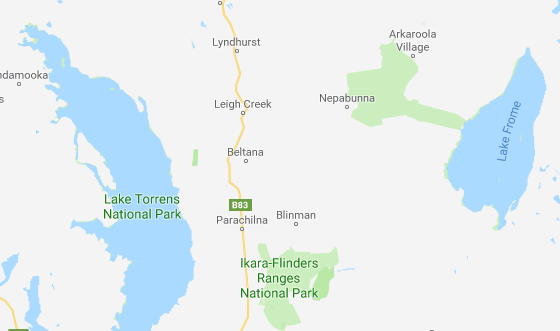 Arkaroola
Village
Lyndhurst
ndamooka
s
Leigh Creek
Nepabunna
Lake Frome
Beltana
Lake Torrens
National Park
B83
Parachilna
Blinman
Ikara-Flinders
Ranges
National Park